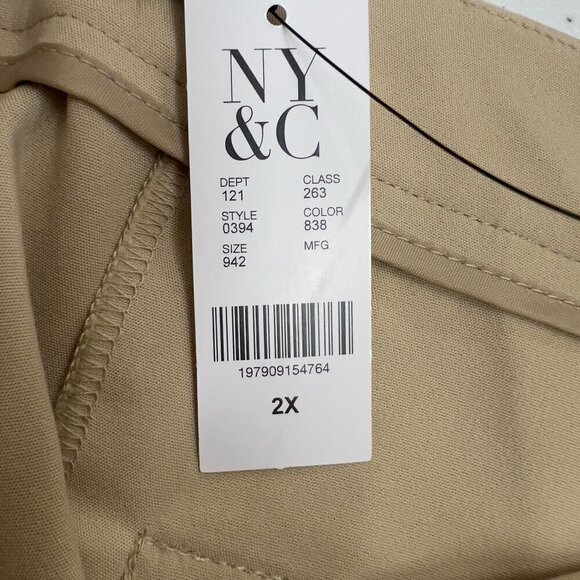 NY
&C
DEPT CLASS
121 263
STYLE COLOR
0394 838
SIZE MFG
942
197909154764
2X